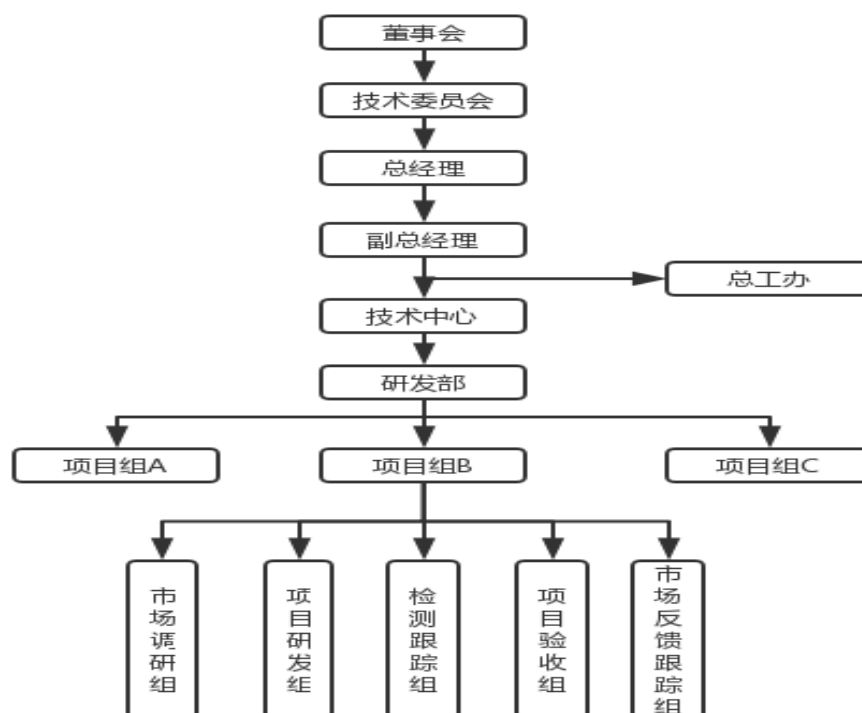 董事会
技术委员会
总经理
副总经理
总工办
技术中心
研发部
项目组A
项目组B
项目组C
市场调研组
项目研发组
检测跟踪组
项目验收组
市场反馈跟踪组